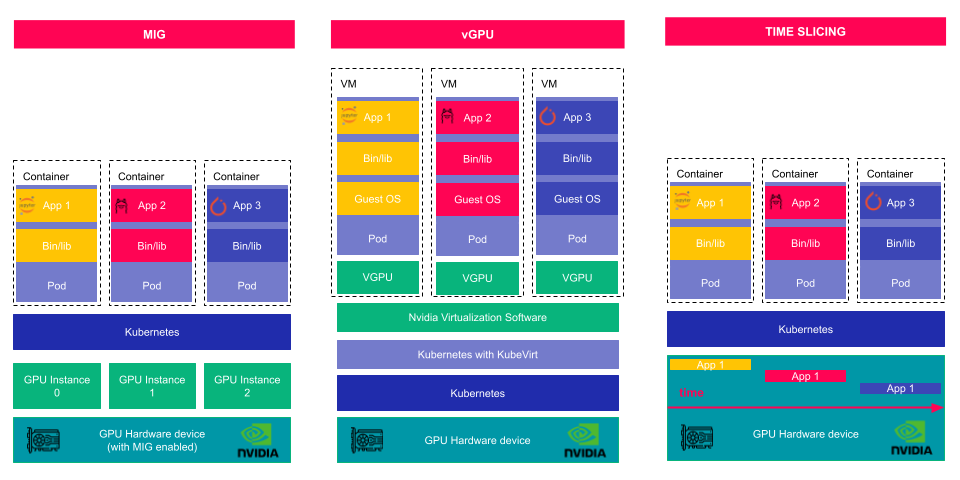 MIG
Container
Container
Container
App 1
App 2
App 3
Bin/lib
Bin/lib
Bin/lib
Pod
Pod
Pod
Kubernetes
GPU Instance
0
GPU Instance
1
GPU Instance
2
GPU Hardware device
(with MIG enabled)
NVIDIA
vGPU
VM
VM
VM
App 1
App 2
App 3
Bin/lib
Bin/lib
Bin/lib
Guest OS
Guest OS
Guest OS
Pod
Pod
Pod
VGPU
VGPU
VGPU
Nvidia Virtualization Software
Kubernetes with KubeVirt
Kubernetes
GPU Hardware device
NVIDIA
TIME SLICING
Container
Container
Container
App 1
App 2
App 3
Bin/lib
Bin/lib
Bin/lib
Pod
Pod
Pod
Kubernetes
App 1
App 1
App 1
time
GPU Hardware device
NVIDIA